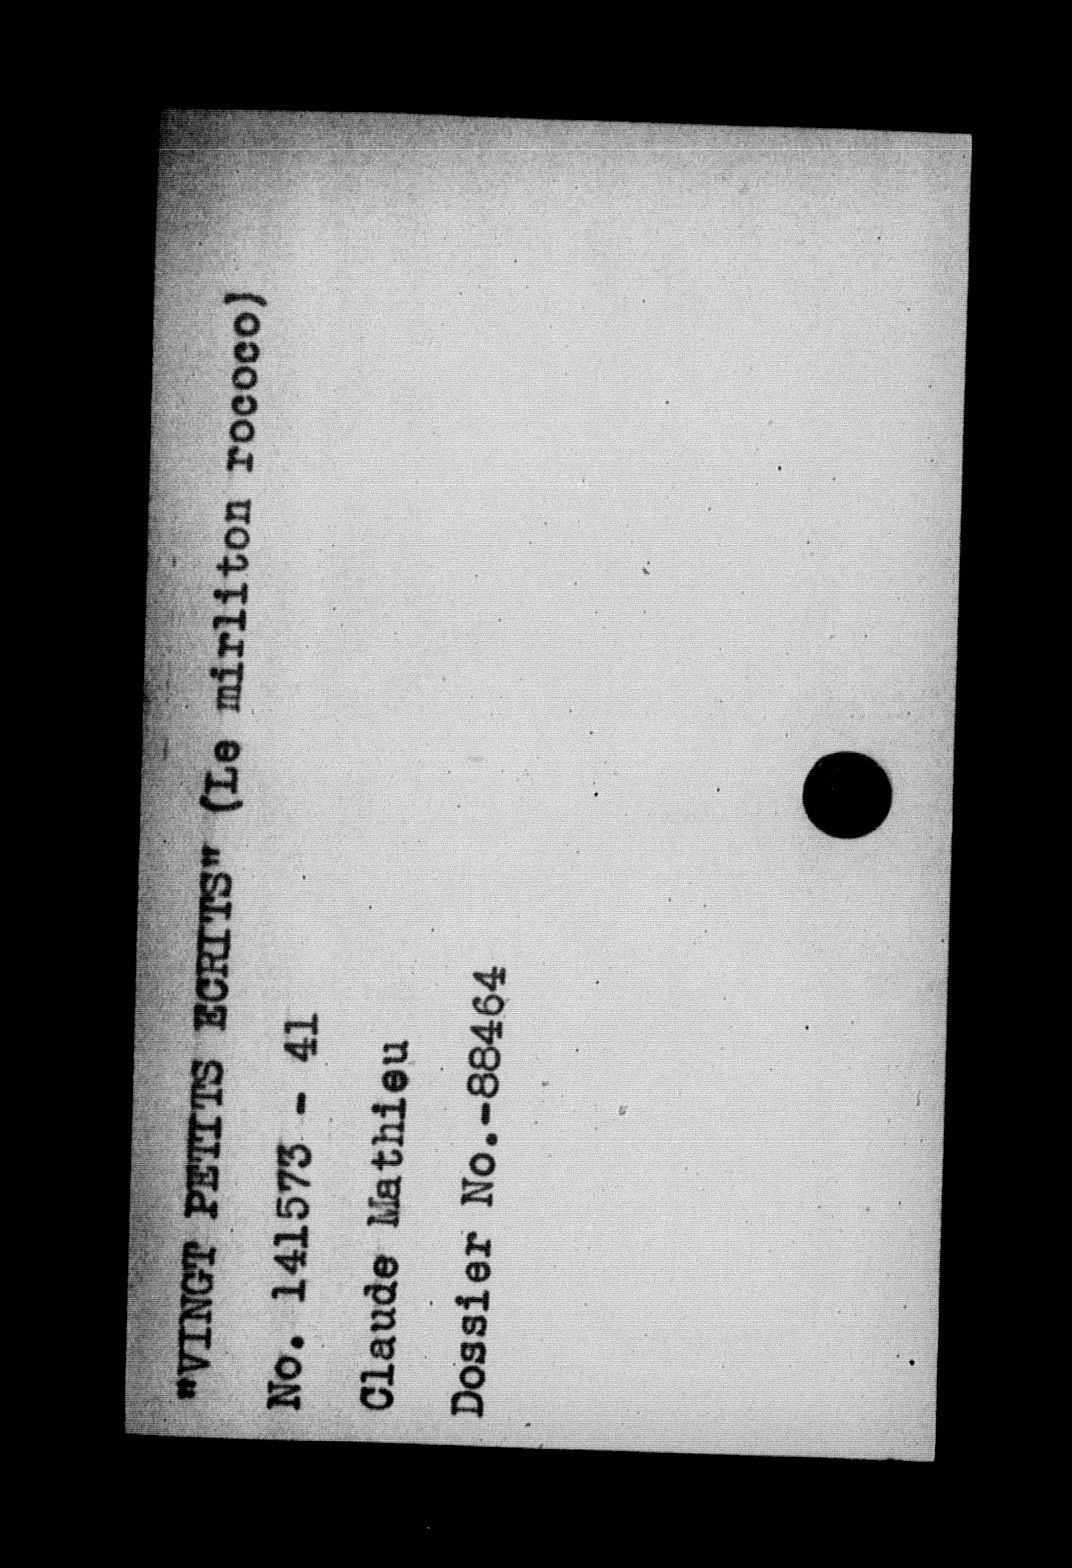 "VINGT PETITS ECRITS" (Le mirliton rococo)
No. 141573 - 41
Claude Mathieu
Dossier No.-88464